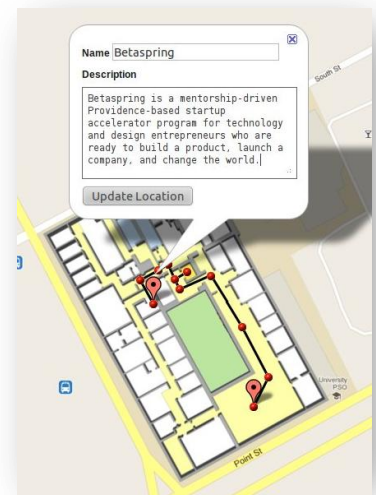 Name Betaspring
Description
Betaspring is a mentorship-driven
Providence-based startup
accelerator program for technology
and design entrepreneurs who are
ready to build a product, launch a
company, and change the world.
Update Location
South St
University
PSO
Point St